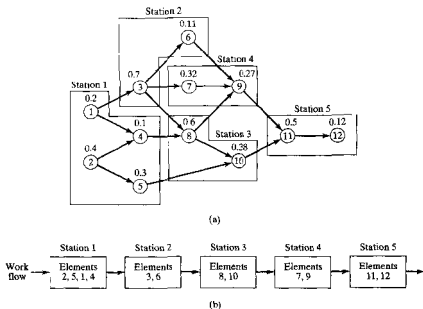 Station 2
0.11
6
Station 1
0.2
1
0.7
3
0.32
7
Station 4
0.27
9
0.1
4
0.6
8
Station 5
0.5
11
0.12
12
0.4
2
0.3
5
Station 3
0.38
10
(a)
Station 1 Station 2 Station 3 Station 4 Station 5
Work flow
Elements 2, 5, 1, 4
Elements 3, 6
Elements 8, 10
Elements 7, 9
Elements 11, 12
(b)